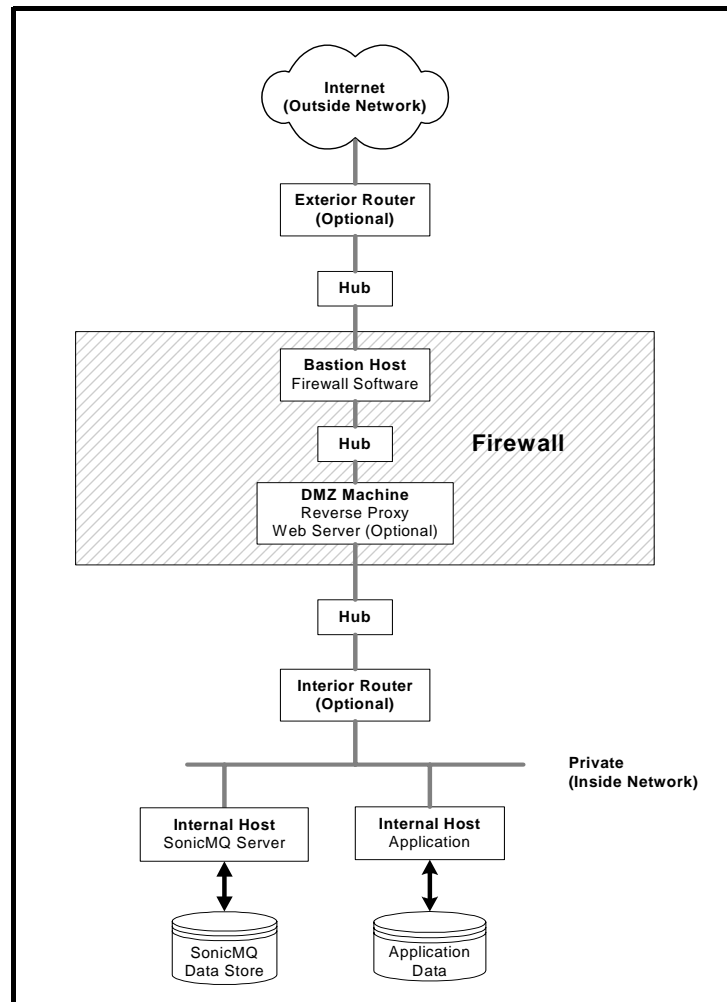 Internet
(Outside Network)
Exterior Router
(Optional)
Hub
Bastion Host
Firewall Software
Hub
Firewall
DMZ Machine
Reverse Proxy
Web Server (Optional)
Hub
Interior Router
(Optional)
Private
(Inside Network)
Internal Host
SonicMQ Server
Internal Host
Application
SonicMQ
Data Store
Application
Data